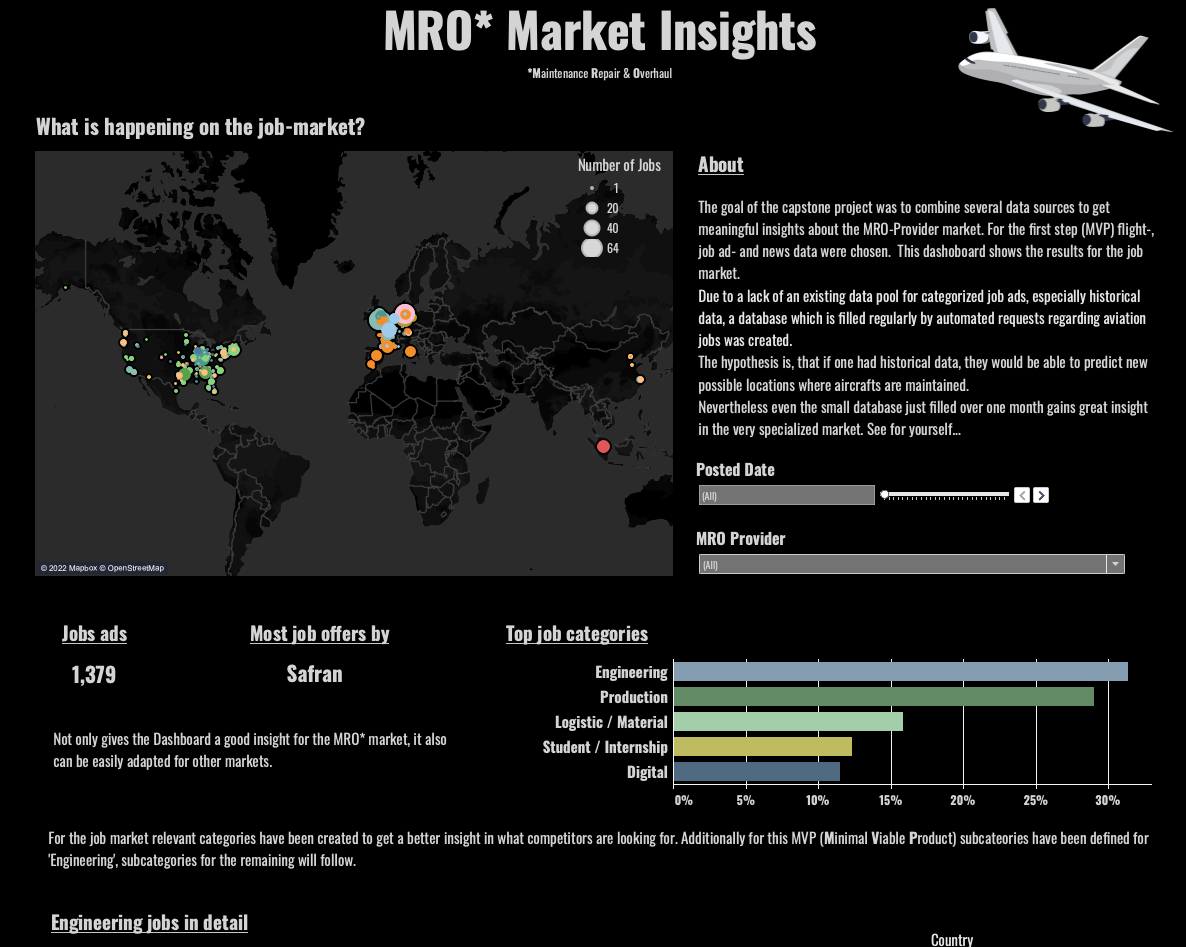 MRO* Market Insights
*Maintenance Repair & Overhaul
What is happening on the job-market?
Number of Jobs
1
20
40
64
© 2022 Mapbox © OpenStreetMap
About
The goal of the capstone project was to combine several data sources to get
meaningful insights about the MRO-Provider market. For the first step (MVP) flight-,
job ad- and news data were chosen.  This dashoboard shows the results for the job
market.
Due to a lack of an existing data pool for categorized job ads, especially historical
data, a database which is filled regularly by automated requests regarding aviation
jobs was created.
The hypothesis is, that if one had historical data, they would be able to predict new
possible locations where aircrafts are maintained.
Nevertheless even the small database just filled over one month gains great insight
in the very specialized market. See for yourself...
Posted Date
(All)
MRO Provider
(All)
Jobs ads
1,379
Most job offers by
Safran
Not only gives the Dashboard a good insight for the MRO* market, it also
can be easily adapted for other markets.
Top job categories
Engineering
Production
Logistic / Material
Student / Internship
Digital
0% 5% 10% 15% 20% 25% 30%
For the job market relevant categories have been created to get a better insight in what competitors are looking for. Additionally for this MVP (Minimal Viable Product) subcateories have been defined for
'Engineering', subcategories for the remaining will follow.
Engineering jobs in detail
Country